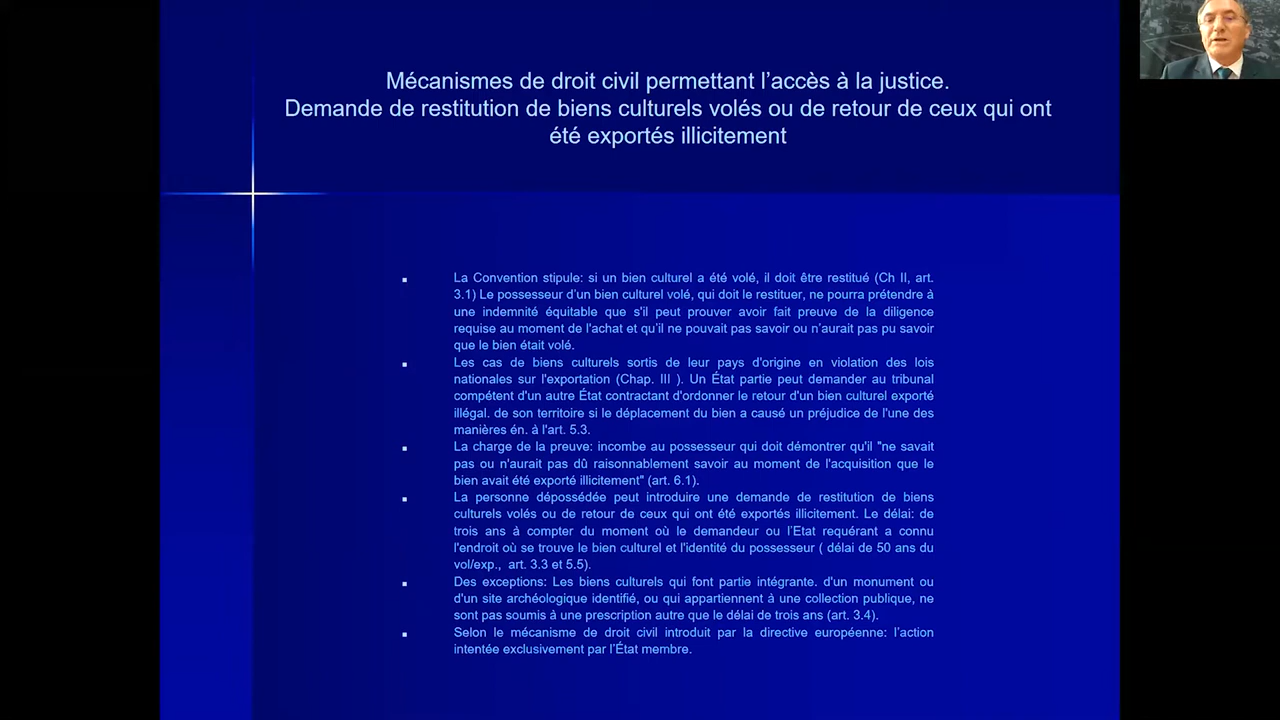 Mécanismes de droit civil permettant l’accès à la justice.
Demande de restitution de biens culturels volés ou de retour de ceux qui ont
été exportés illicitement
La Convention stipule: si un bien culturel a été volé, il doit être restitué (Ch II, art.
3.1) Le possesseur d’un bien culturel volé, qui doit le restituer, ne pourra prétendre à
une indemnité équitable que s'il peut prouver avoir fait preuve de la diligence
requise au moment de l'achat et qu’il ne pouvait pas savoir ou n’aurait pas pu savoir
que le bien était volé.
Les cas de biens culturels sortis de leur pays d'origine en violation des lois
nationales sur l'exportation (Chap. III ). Un État partie peut demander au tribunal
compétent d'un autre État contractant d'ordonner le retour d'un bien culturel exporté
illégal. de son territoire si le déplacement du bien a causé un préjudice de l'une des
manières én. à l'art. 5.3.
La charge de la preuve: incombe au possesseur qui doit démontrer qu'il "ne savait
pas ou n'aurait pas dû raisonnablement savoir au moment de l'acquisition que le
bien avait été exporté illicitement" (art. 6.1).
La personne dépossédée peut introduire une demande de restitution de biens
culturels volés ou de retour de ceux qui ont été exportés illicitement. Le délai: de
trois ans à compter du moment où le demandeur ou l’Etat requérant a connu
l'endroit où se trouve le bien culturel et l'identité du possesseur ( délai de 50 ans du
vol/exp., art. 3.3 et 5.5).
Des exceptions: Les biens culturels qui font partie intégrante. d'un monument ou
d'un site archéologique identifié, ou qui appartiennent à une collection publique, ne
sont pas soumis à une prescription autre que le délai de trois ans (art. 3.4).
Selon le mécanisme de droit civil introduit par la directive européenne: l’action
intentée exclusivement par l’État membre.